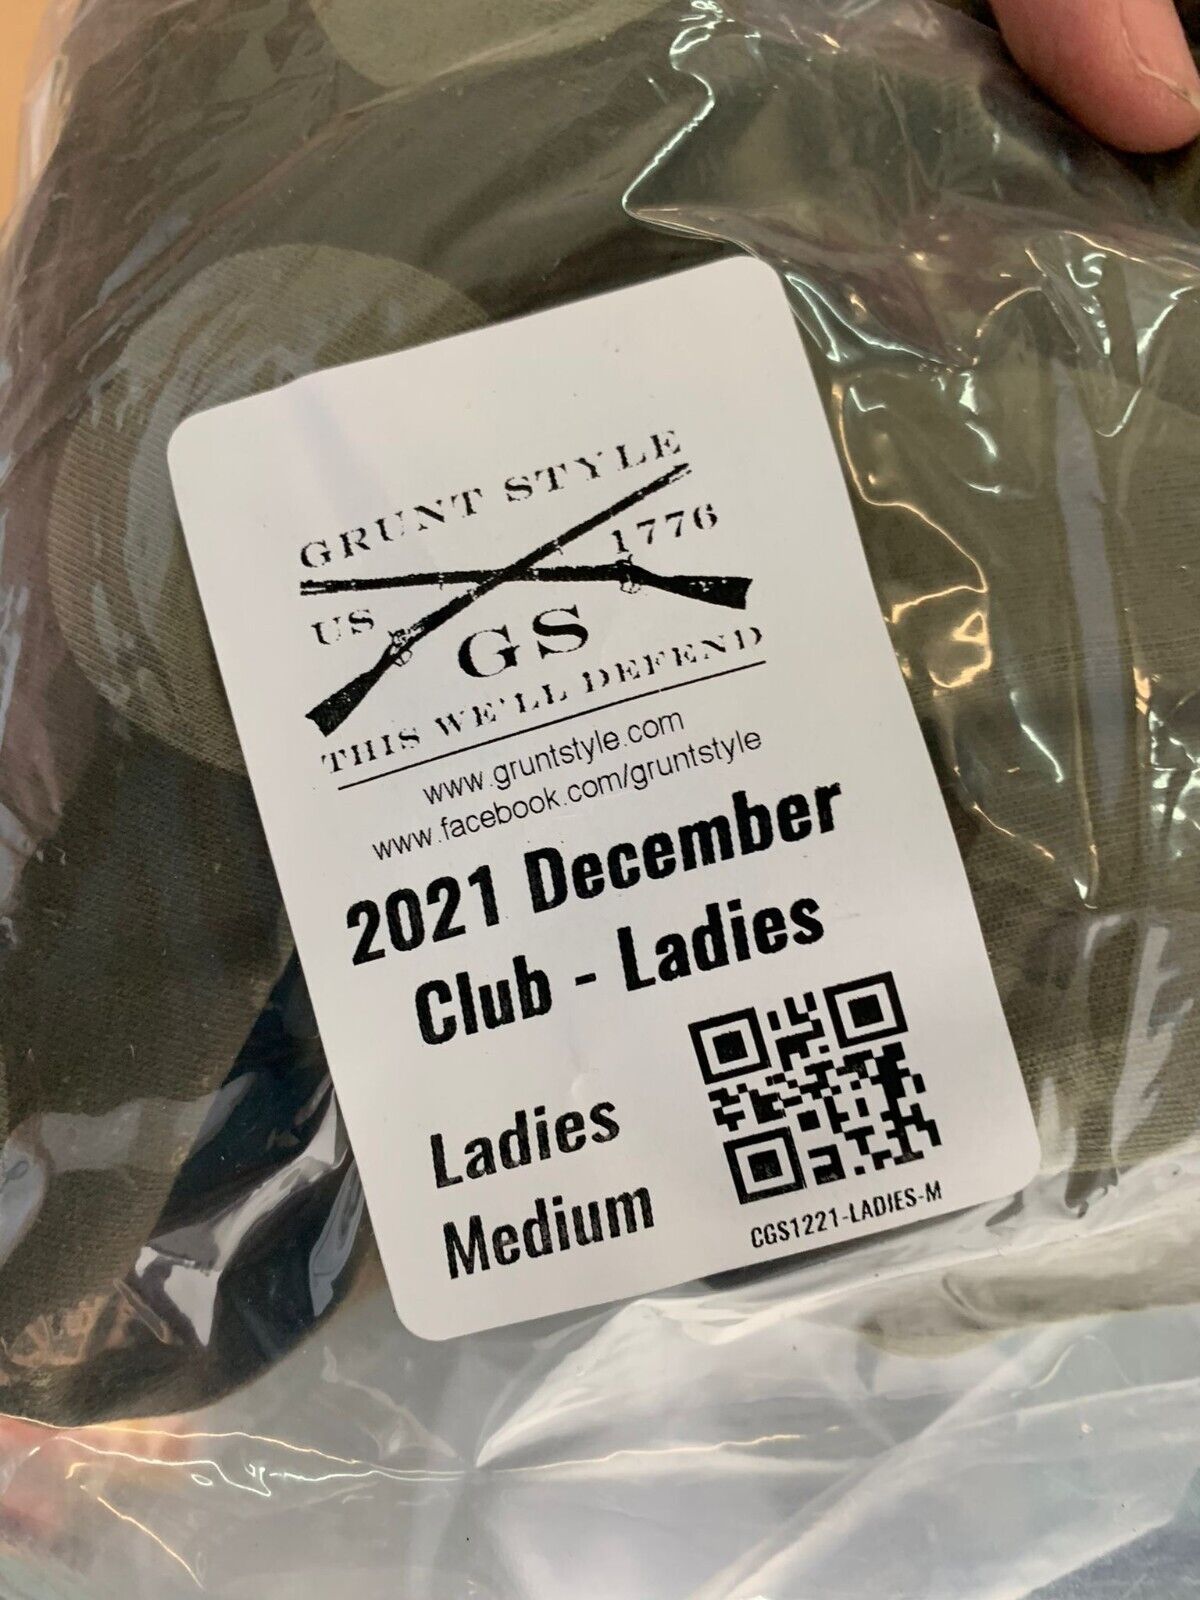 GRUNT STYLE
1776
US
GS
THIS WE'LL DEFEND
www.gruntstyle.com
www.facebook.com/gruntstyle
2021 December
Club - Ladies
Ladies
Medium
CGS1221-LADIES-M